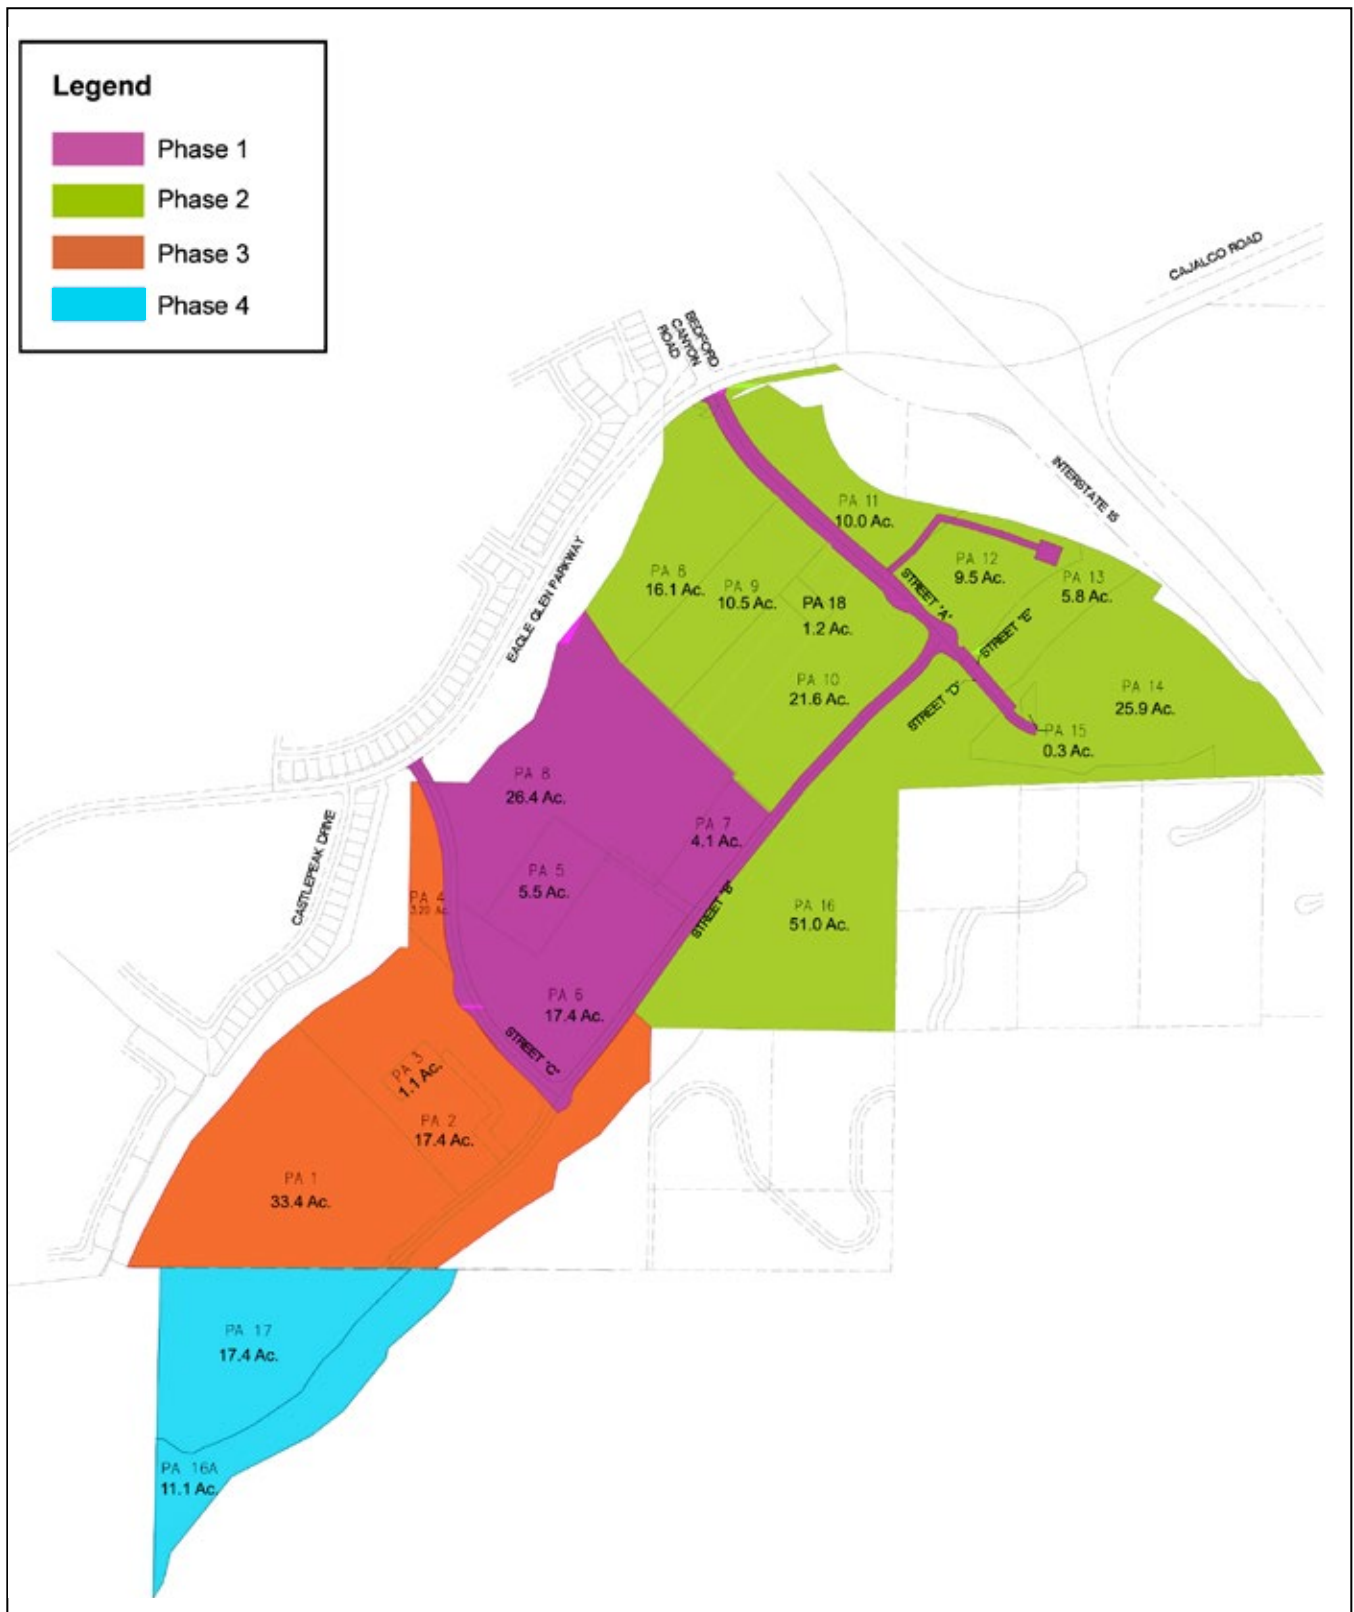 Legend
Phase 1
Phase 2
Phase 3
Phase 4
CAJALCO ROAD
BEDFORD
CANYON
ROAD
INTERSTATE 15
EAGLE GLEN PARKWAY
PA 11
10.0 Ac.
PA 12
9.5 Ac.
PA 13
5.8 Ac.
PA 8
16.1 Ac.
PA 9
10.5 Ac.
PA 18
1.2 Ac.
STREET "A"
STREET "E"
STREET "D"
PA 10
21.6 Ac.
PA 14
25.9 Ac.
PA 15
0.3 Ac.
PA 8
26.4 Ac.
PA 7
4.1 Ac.
CASTLEPEAK DRIVE
PA 5
5.5 Ac.
PA 4
3.20 Ac.
STREET "B"
PA 16
51.0 Ac.
PA 6
17.4 Ac.
STREET "C"
PA 3
1.1 Ac.
PA 2
17.4 Ac.
PA 1
33.4 Ac.
PA 17
17.4 Ac.
PA 16A
11.1 Ac.